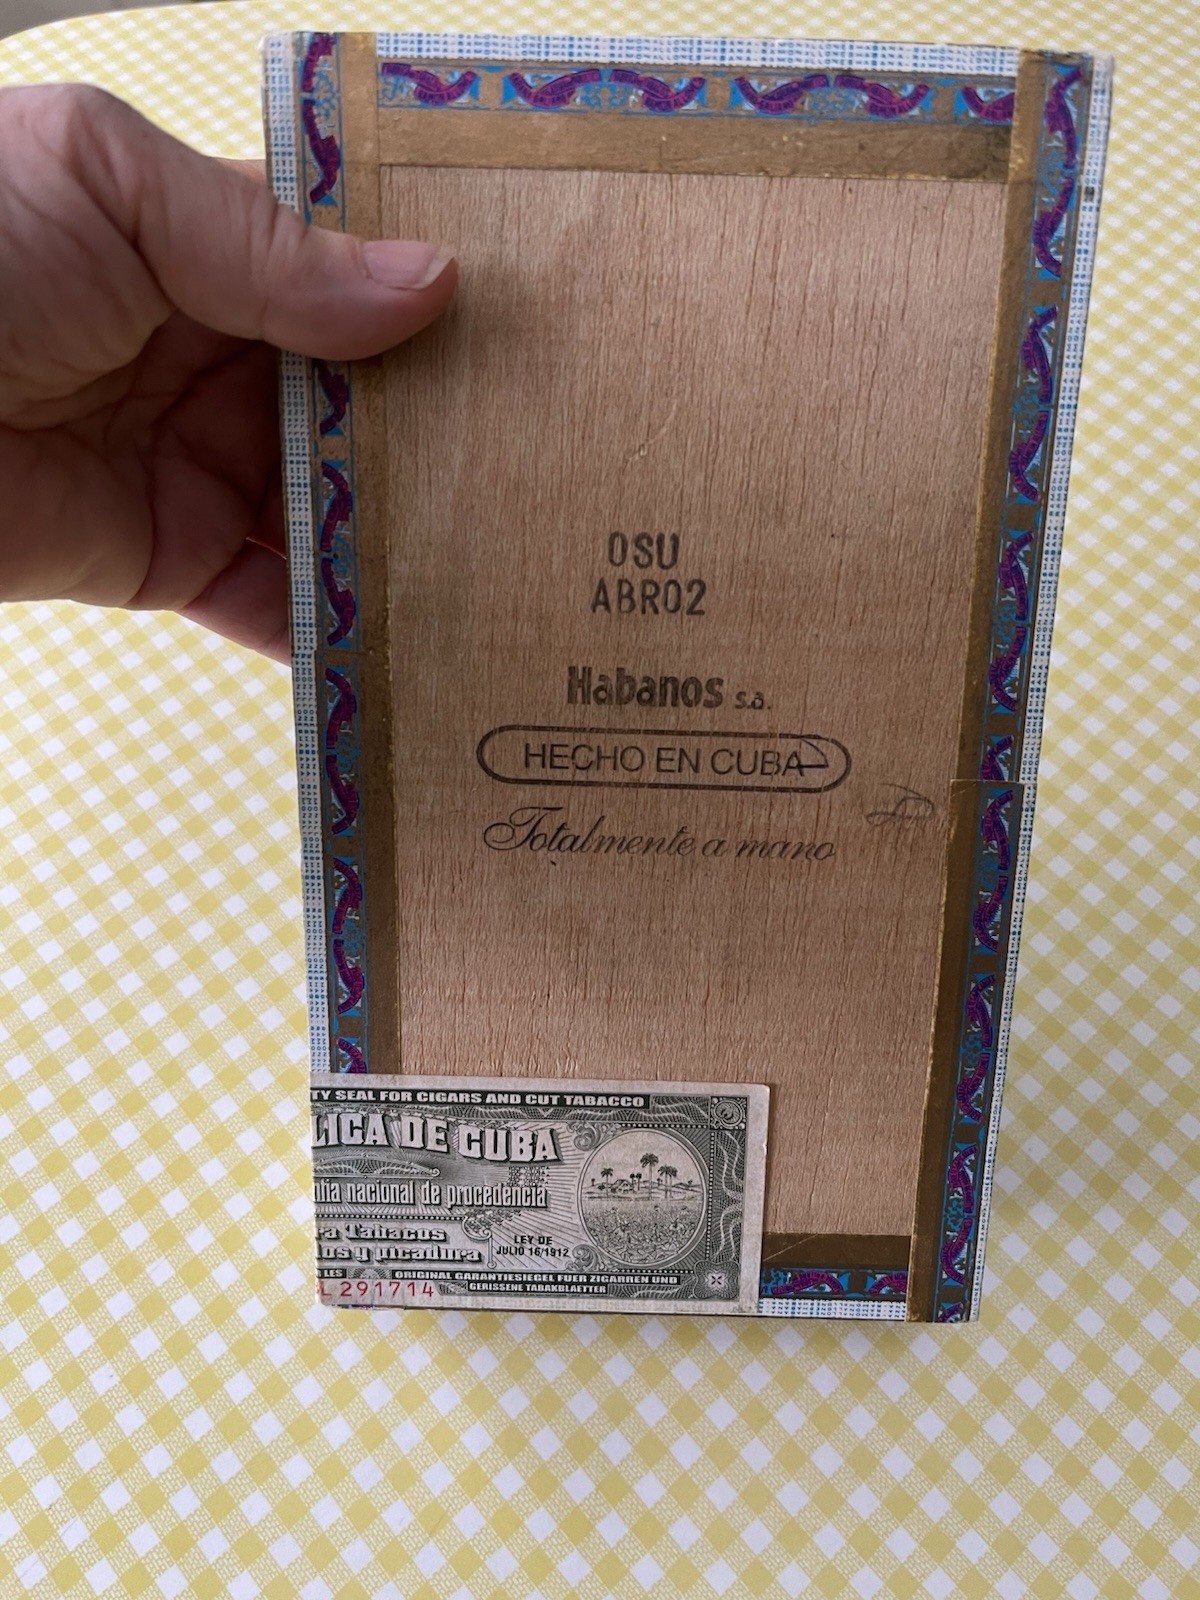 OSU
ABR02
Habanos s.a.
HECHO EN CUBA
Totalmente a mano
TY SEAL FOR CIGARS AND CUT TABACCO
LICA DE CUBA
tia nacional de procedencia
ra Tabacos
los y picadura
LEY DE
JULIO 16/1912
LES
ORIGINAL GARANTIESIEGEL FUER ZIGARREN UND
GERISSENE TABAKBLAETTER
L 291714